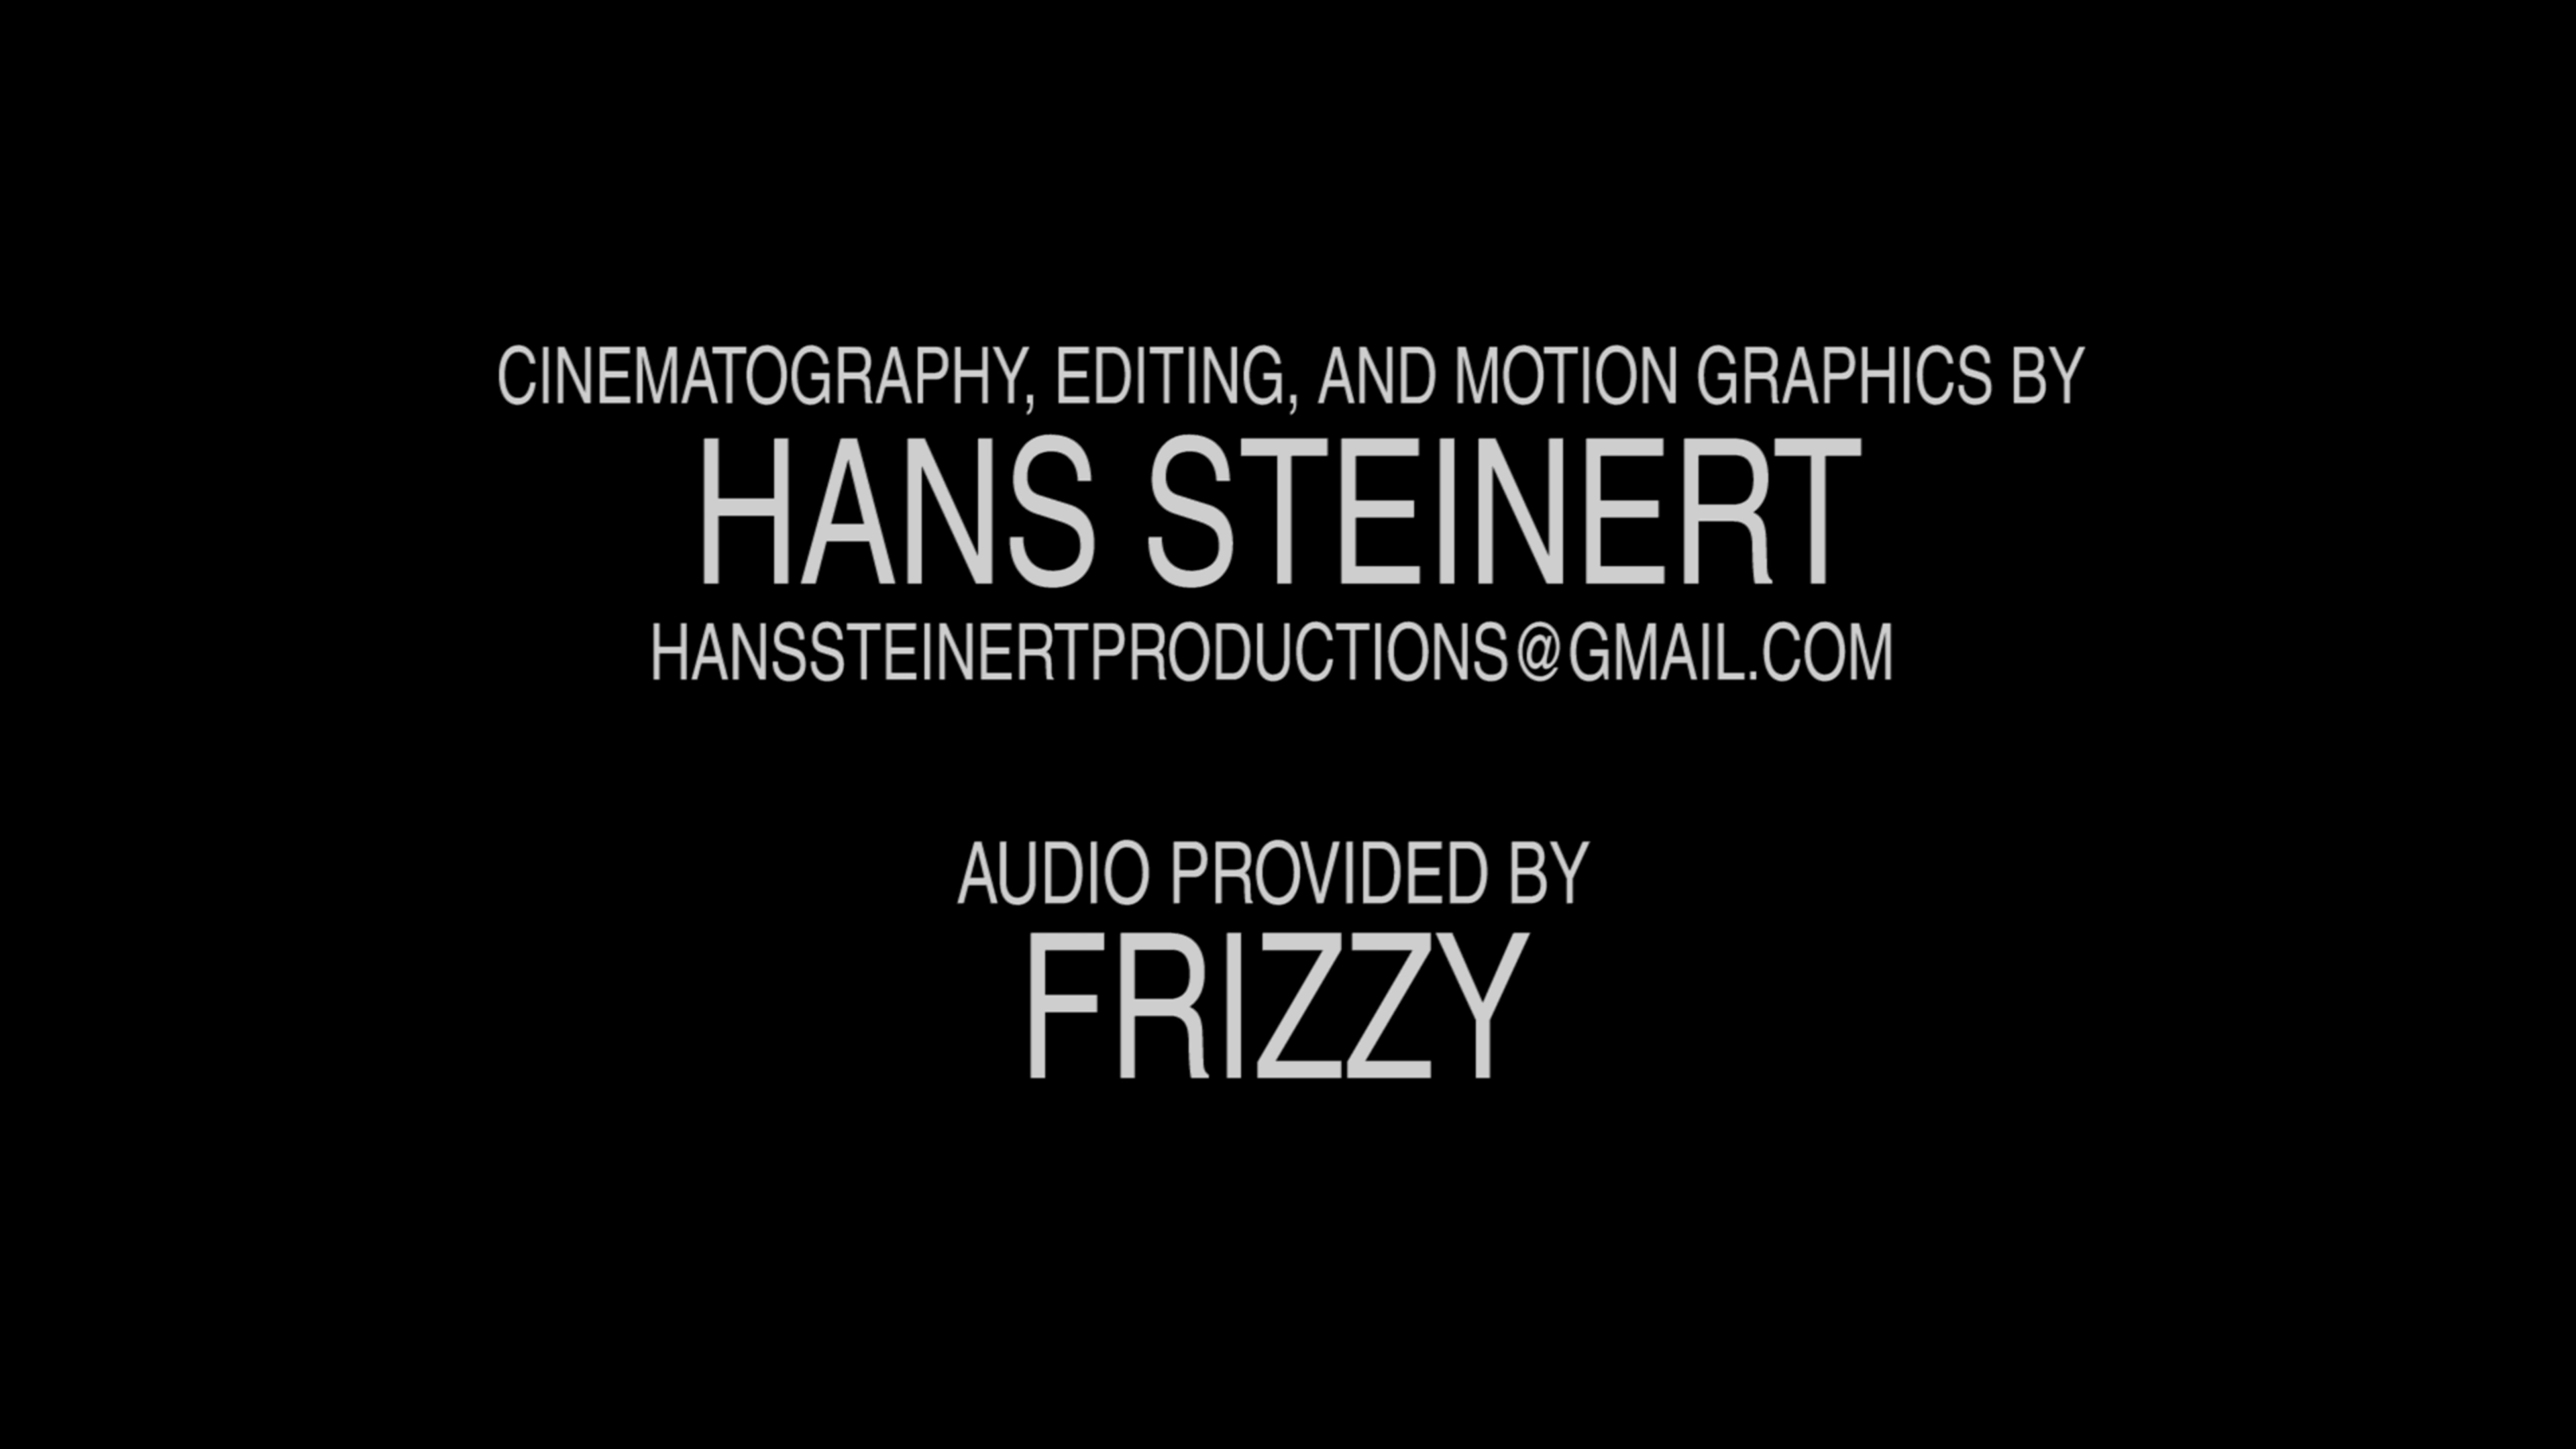 CINEMATOGRAPHY, EDITING, AND MOTION GRAPHICS BY
HANS STEINERT
HANSSTEINERTPRODUCTIONS@GMAIL.COM
AUDIO PROVIDED BY
FRIZZY